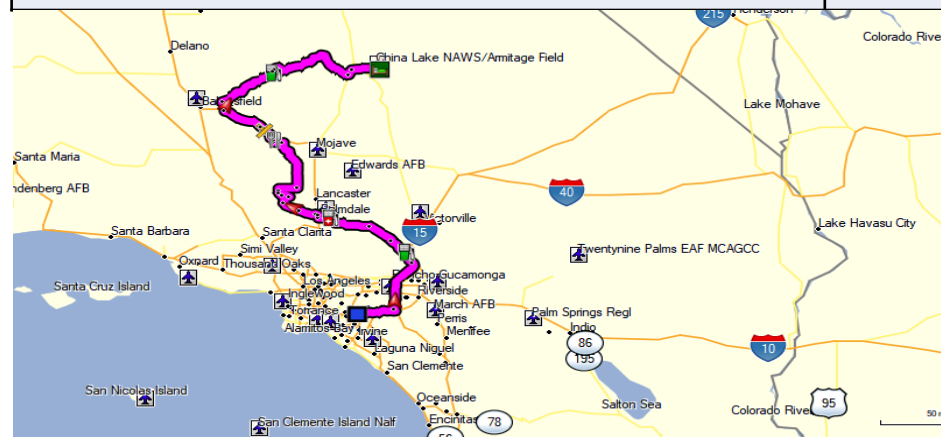 215
Henderson
Colorado Rive
Delano
China Lake NAWS/Armitage Field
Bakersfield
Lake Mohave
Mojave
Santa Maria
Edwards AFB
ndenberg AFB
40
Lancaster
Palmdale
Victorville
15
Lake Havasu City
Santa Barbara
Santa Clarita
Simi Valley
Twentynine Palms EAF MCAGCC
Oxnard
Thousand Oaks
Los Angeles
Rancho Cucamonga
Santa Cruz Island
Inglewood
Riverside
March AFB
Torrance
Perris
Palm Springs Regl
Alamitos Bay
Irvine
Menifee
Indio
86
195
10
Laguna Niguel
San Clemente
San Nicolas Island
Oceanside
Salton Sea
Colorado River
95
50 m
San Clemente Island Nalf
Encinitas
78
56